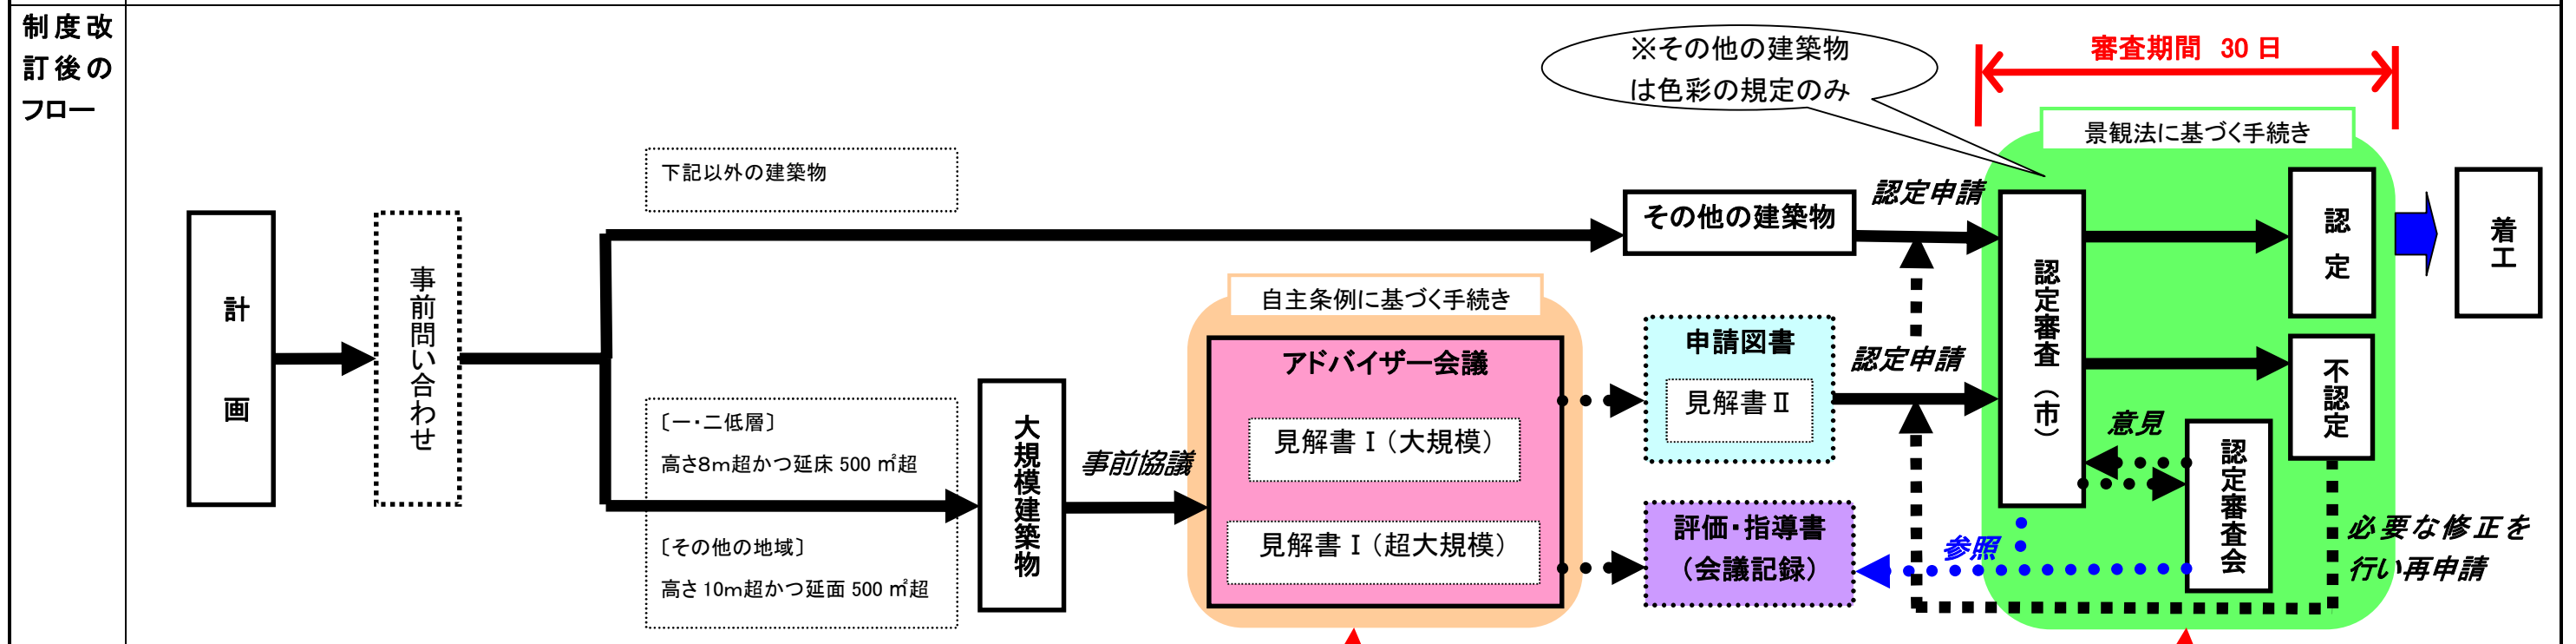 制度改
訂後の
フロー
※その他の建築物
は色彩の規定のみ
審査期間 30日
景観法に基づく手続き
下記以外の建築物
計画
事前問い合わせ
その他の建築物
認定申請
認定審査(市)
認定
着工
自主条例に基づく手続き
アドバイザー会議
見解書Ⅰ(大規模)
見解書Ⅰ(超大規模)
申請図書
見解書Ⅱ
認定申請
不認定
意見
認定審査会
〔一・二低層〕
高さ8m超かつ延床500㎡超
〔その他の地域〕
高さ10m超かつ延面500㎡超
大規模建築物
事前協議
評価・指導書
(会議記録)
参照
必要な修正を
行い再申請